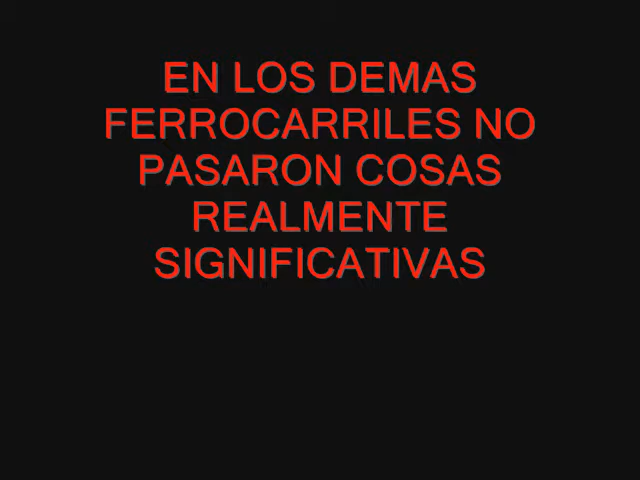 EN LOS DEMAS
FERROCARRILES NO
PASARON COSAS
REALMENTE
SIGNIFICATIVAS